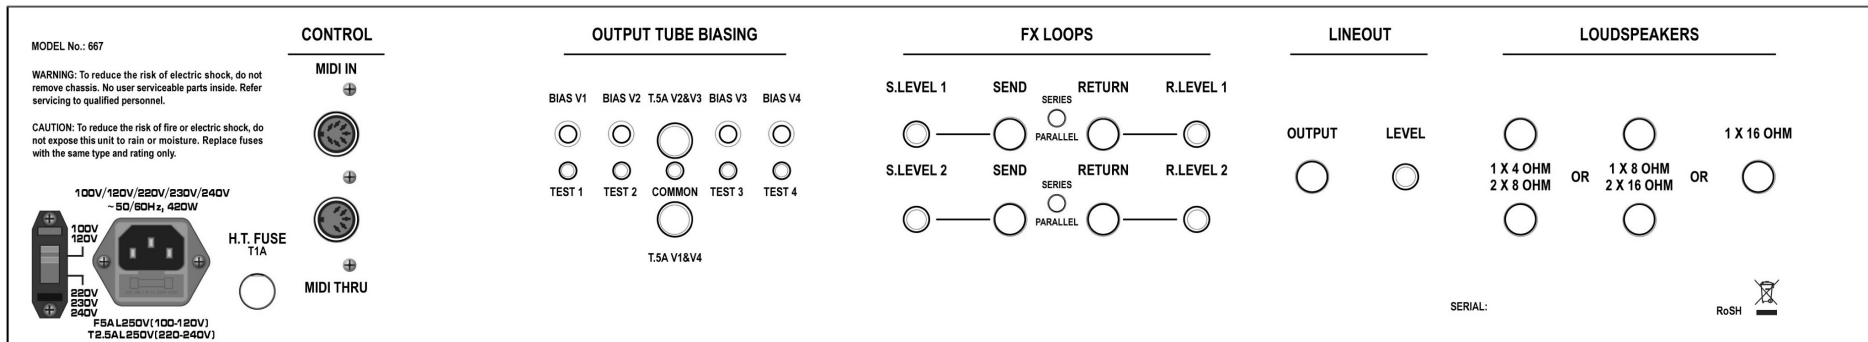 MODEL No.: 667
WARNING: To reduce the risk of electric shock, do not
remove chassis. No user serviceable parts inside. Refer
servicing to qualified personnel.
CAUTION: To reduce the risk of fire or electric shock, do
not expose this unit to rain or moisture. Replace fuses
with the same type and rating only.
100V/120V/220V/230V/240V
~50/60Hz, 420W
100V
120V
220V
230V
240V
F5AL250V(100-120V)
T2.5AL250V(220-240V)
H.T. FUSE
T1A
CONTROL
MIDI IN
MIDI THRU
OUTPUT TUBE BIASING
BIAS V1 BIAS V2 T.5A V2&V3 BIAS V3 BIAS V4
TEST 1 TEST 2 COMMON TEST 3 TEST 4
T.5A V1&V4
FX LOOPS
S.LEVEL 1 SEND RETURN R.LEVEL 1
SERIES
PARALLEL
S.LEVEL 2 SEND RETURN R.LEVEL 2
SERIES
PARALLEL
LINEOUT
OUTPUT LEVEL
LOUDSPEAKERS
1 X 4 OHM
2 X 8 OHM
OR
1 X 8 OHM
2 X 16 OHM
OR
1 X 16 OHM
SERIAL:
RoSH